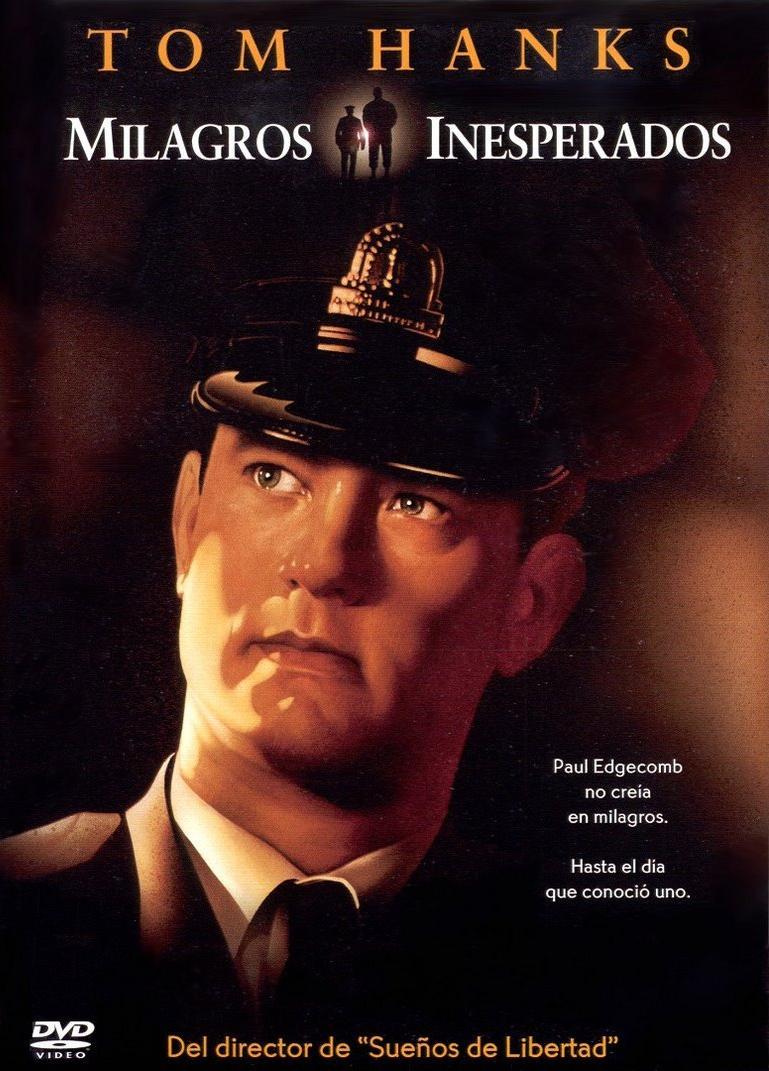 TOM HANKS
MILAGROS INESPERADOS
Paul Edgecomb
no creía
en milagros.
Hasta el día
que conoció uno.
DVD
VIDEO
Del director de "Sueños de Libertad"